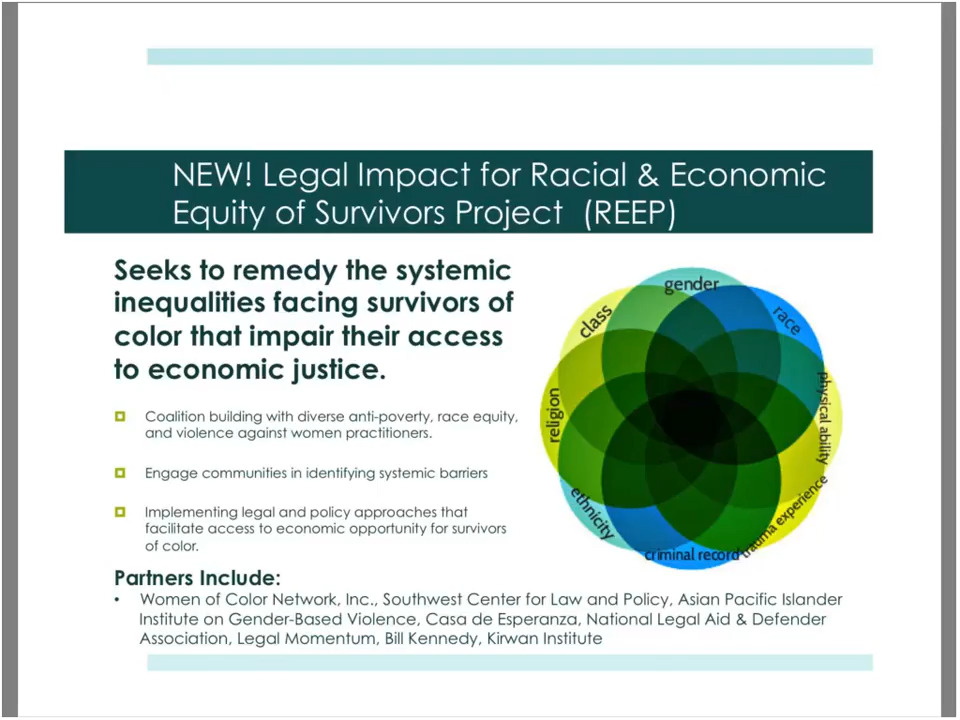 NEW! Legal Impact for Racial & Economic
Equity of Survivors Project (REEP)
Seeks to remedy the systemic
inequalities facing survivors of
color that impair their access
to economic justice.
Coalition building with diverse anti-poverty, race equity,
and violence against women practitioners.
Engage communities in identifying systemic barriers
Implementing legal and policy approaches that
facilitate access to economic opportunity for survivors
of color.
gender
race
class
physical ability
religion
trauma experience
ethnicity
criminal record
Partners Include:
• Women of Color Network, Inc., Southwest Center for Law and Policy, Asian Pacific Islander
Institute on Gender-Based Violence, Casa de Esperanza, National Legal Aid & Defender
Association, Legal Momentum, Bill Kennedy, Kirwan Institute